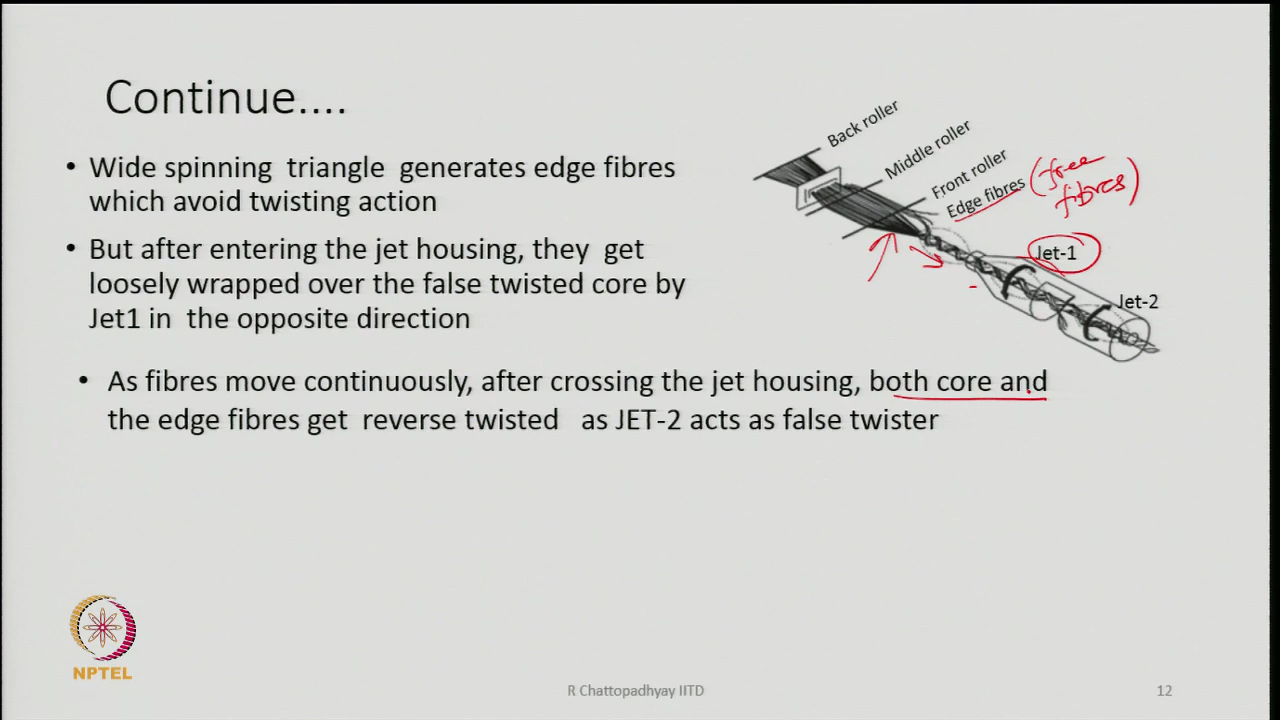 Continue....
• Wide spinning triangle generates edge fibres
which avoid twisting action
• But after entering the jet housing, they get
loosely wrapped over the false twisted core by
Jet1 in the opposite direction
• As fibres move continuously, after crossing the jet housing, both core and
the edge fibres get reverse twisted as JET-2 acts as false twister
Back roller
Middle roller
Front roller
Edge fibres
(free
fibres)
Jet-1
Jet-2
NPTEL
R Chattopadhyay IITD
12